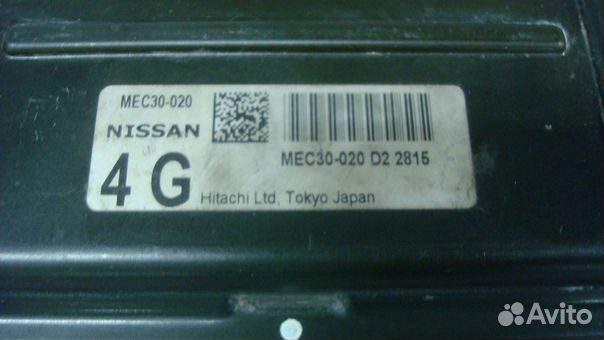 MEC30-020
NISSAN
4 G
MEC30-020 D2 2815
Hitachi Ltd. Tokyo Japan
Avito